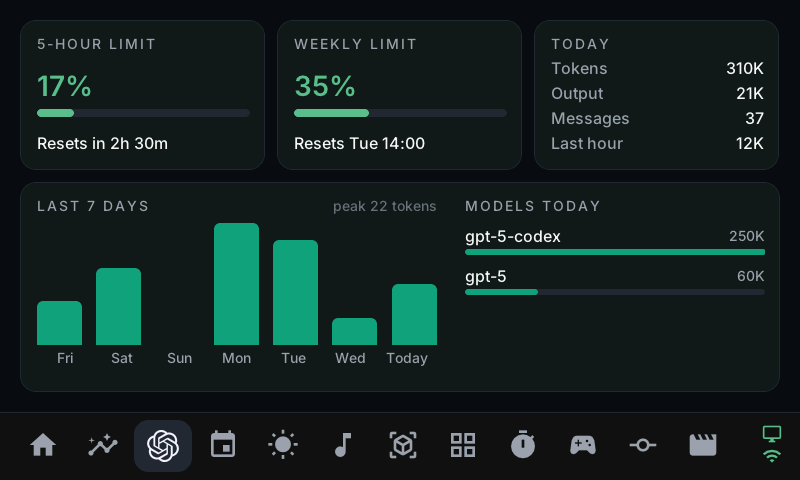 5-HOUR LIMIT
17%
Resets in 2h 30m
WEEKLY LIMIT
35%
Resets Tue 14:00
TODAY
Tokens 310K
Output 21K
Messages 37
Last hour 12K
LAST 7 DAYS peak 22 tokens
Fri Sat Sun Mon Tue Wed Today
MODELS TODAY
gpt-5-codex 250K
gpt-5 60K